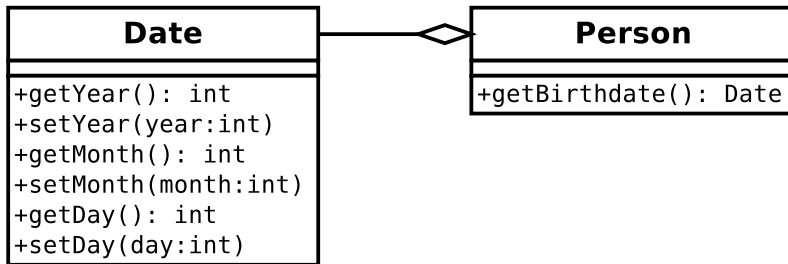 Date
+getYear(): int
+setYear(year:int)
+getMonth(): int
+setMonth(month:int)
+getDay(): int
+setDay(day:int)
Person
+getBirthdate(): Date